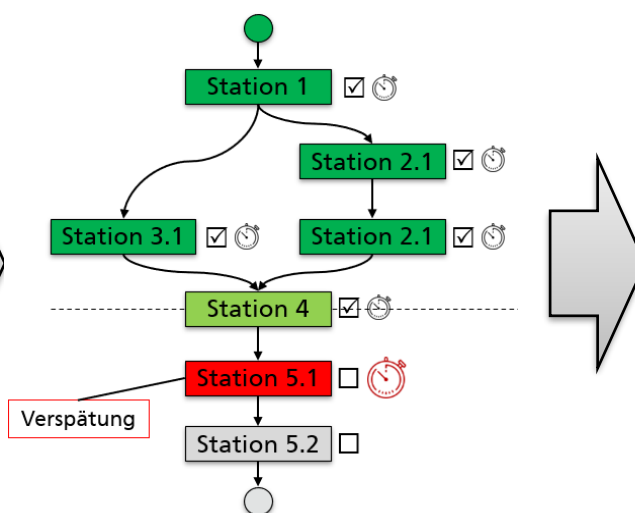 Station 1
Station 2.1
Station 3.1
Station 2.1
Station 4
Station 5.1
Verspätung
Station 5.2